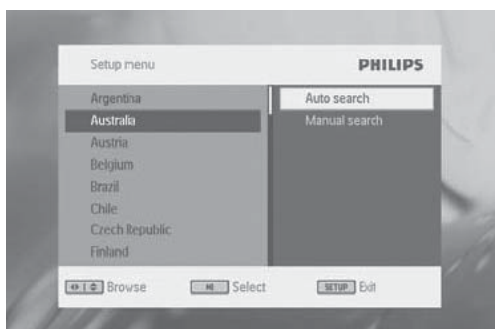 Setup menu PHILIPS
Argentina
Australia
Austria
Belgium
Brazil
Chile
Czech Republic
Finland
Auto search
Manual search
Browse Select SETUP Exit